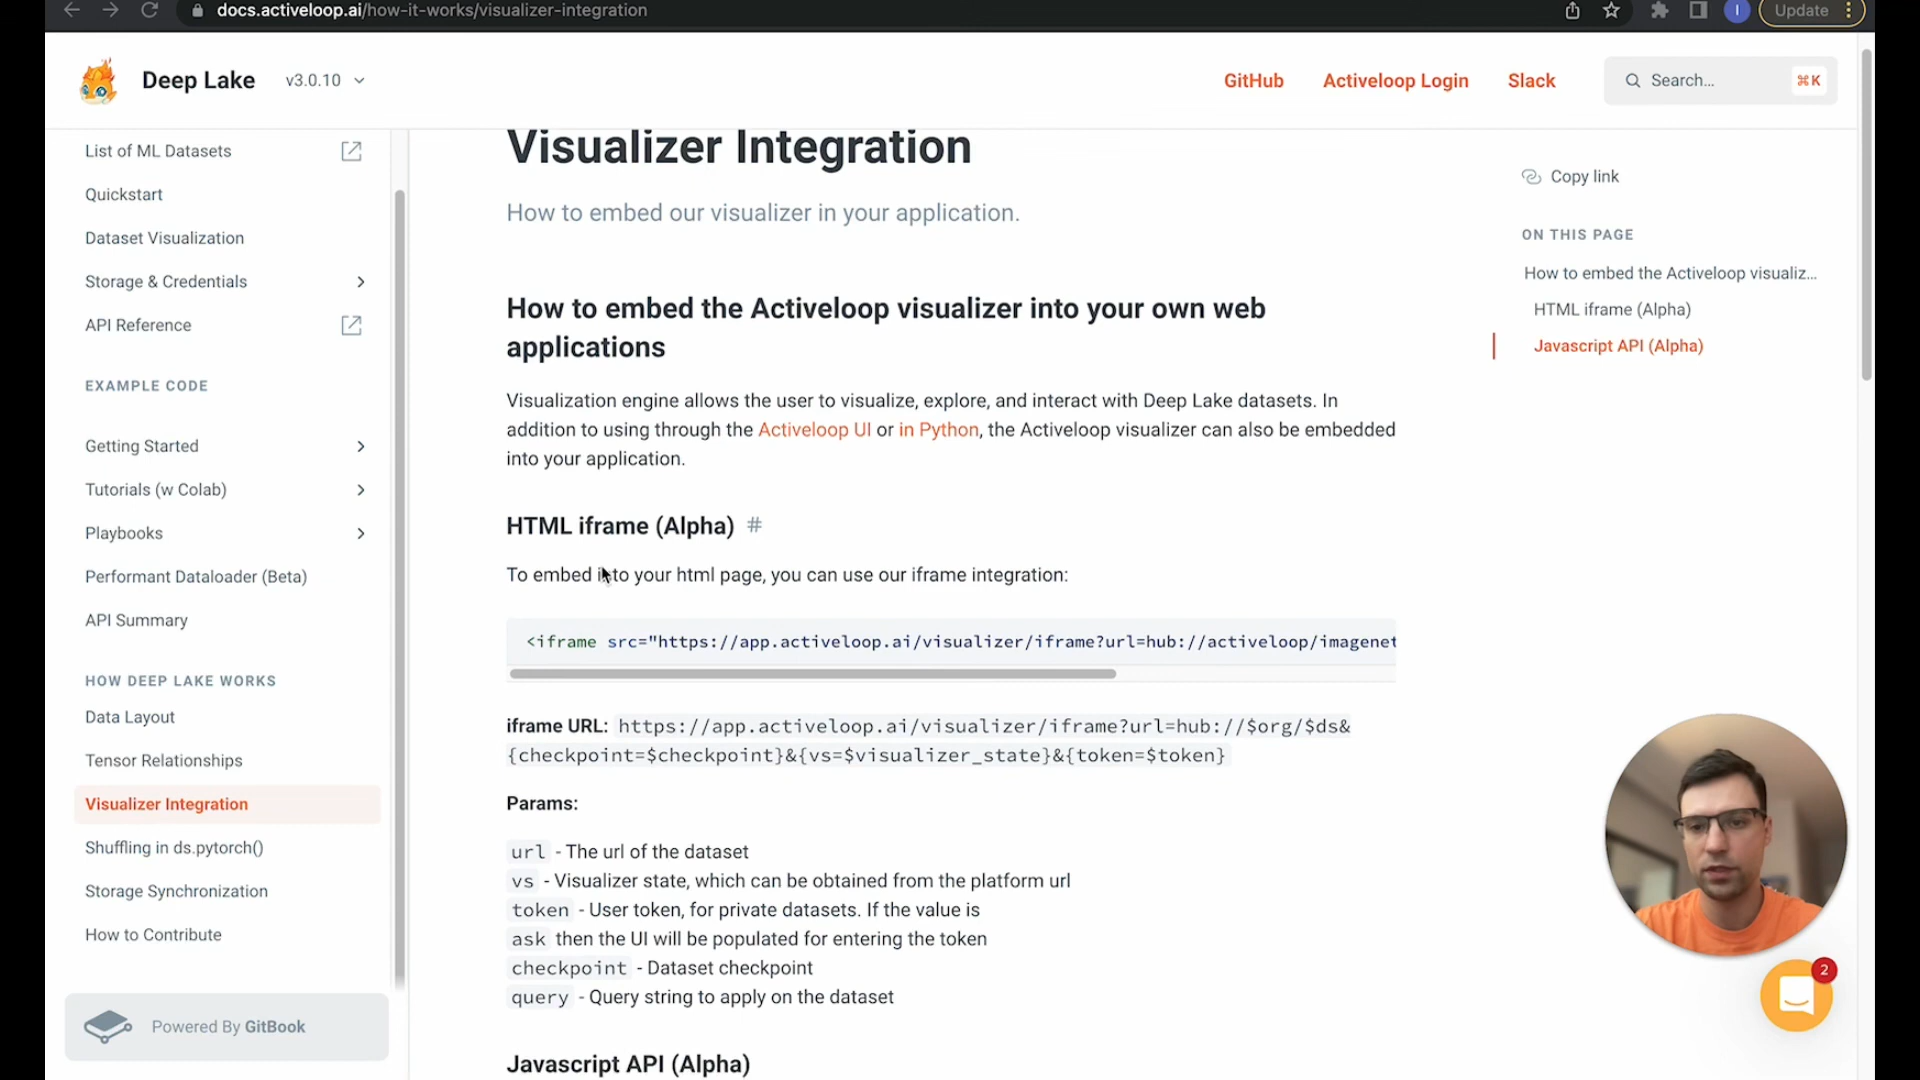 docs.activeloop.ai/how-it-works/visualizer-integration
I
Update
Deep Lake
v3.0.10
GitHub
Activeloop Login
Slack
Search...
⌘K
List of ML Datasets
Quickstart
Dataset Visualization
Storage & Credentials
API Reference
EXAMPLE CODE
Getting Started
Tutorials (w Colab)
Playbooks
Performant Dataloader (Beta)
API Summary
HOW DEEP LAKE WORKS
Data Layout
Tensor Relationships
Visualizer Integration
Shuffling in ds.pytorch()
Storage Synchronization
How to Contribute
Powered By GitBook
Visualizer Integration
How to embed our visualizer in your application.
How to embed the Activeloop visualizer into your own web
applications
Visualization engine allows the user to visualize, explore, and interact with Deep Lake datasets. In
addition to using through the Activeloop UI or in Python, the Activeloop visualizer can also be embedded
into your application.
HTML iframe (Alpha) #
To embed into your html page, you can use our iframe integration:
<iframe src="https://app.activeloop.ai/visualizer/iframe?url=hub://activeloop/imagenet
iframe URL: https://app.activeloop.ai/visualizer/iframe?url=hub://$org/$ds&
{checkpoint=$checkpoint}&{vs=$visualizer_state}&{token=$token}
Params:
url - The url of the dataset
vs - Visualizer state, which can be obtained from the platform url
token - User token, for private datasets. If the value is
ask then the UI will be populated for entering the token
checkpoint - Dataset checkpoint
query - Query string to apply on the dataset
Javascript API (Alpha)
Copy link
ON THIS PAGE
How to embed the Activeloop visualiz...
HTML iframe (Alpha)
Javascript API (Alpha)
2